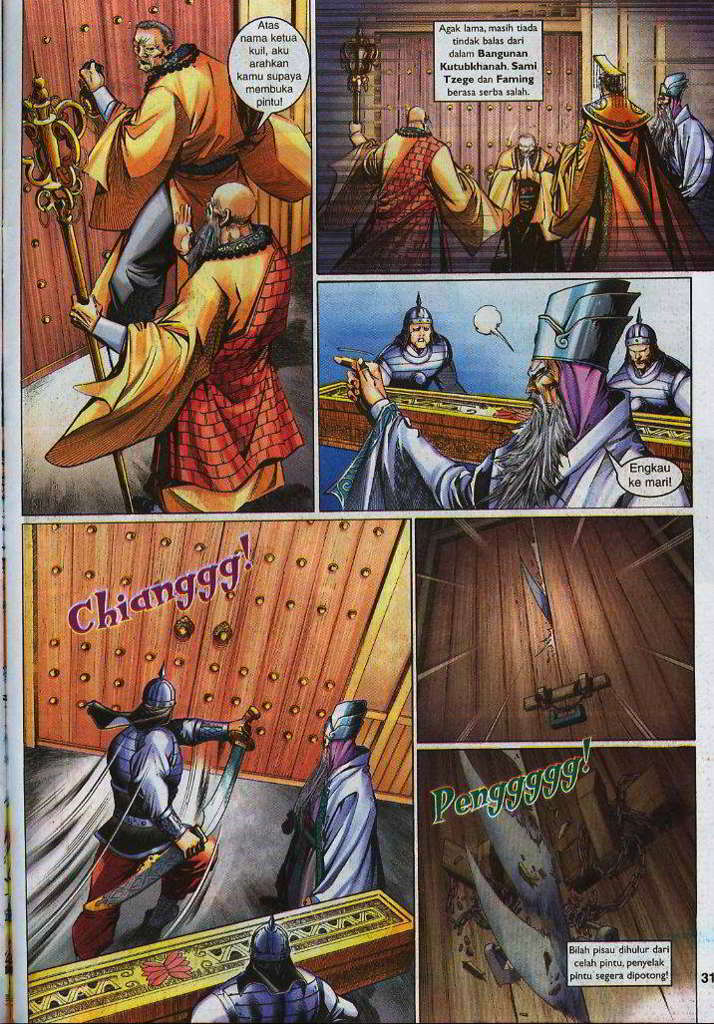 Atas
nama ketua
kuil, aku
arahkan
kamu supaya
membuka
pintu!
Agak lama, masih tiada
tindak balas dari
dalam Bangunan
Kutubkhanah. Sami
Tzege dan Faming
berasa serba salah.
Engkau
ke mari!
Chianggg!
Penggggg!
Bilah pisau dihulur dari
celah pintu, penyelak
pintu segera dipotong!
31